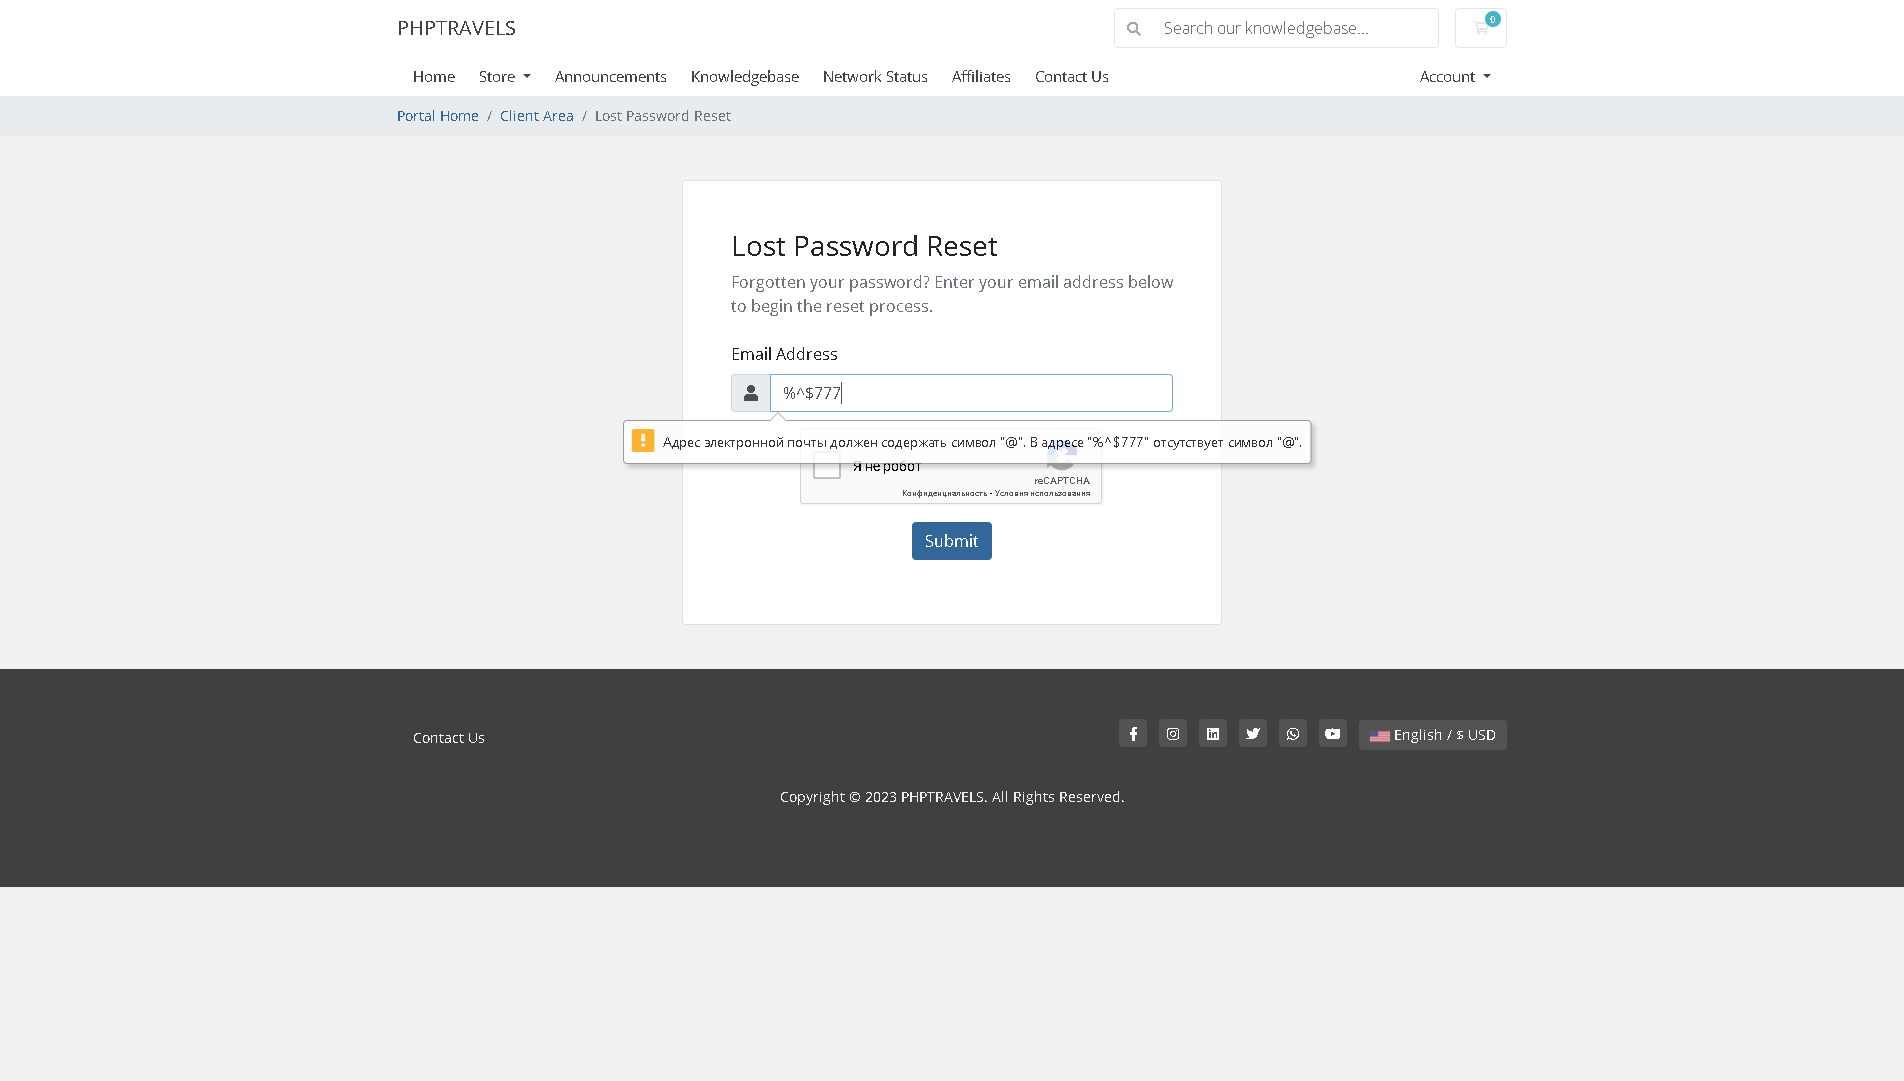 PHPTRAVELS
Search our knowledgebase...
0
Home
Store
Announcements
Knowledgebase
Network Status
Affiliates
Contact Us
Account
Portal Home / Client Area / Lost Password Reset
Lost Password Reset
Forgotten your password? Enter your email address below
to begin the reset process.
Email Address
%^$777
Адрес электронной почты должен содержать символ "@". В адресе "%^$777" отсутствует символ "@".
Я не робот
reCAPTCHA
Конфиденциальность - Условия использования
Submit
Contact Us
English / $ USD
Copyright © 2023 PHPTRAVELS. All Rights Reserved.